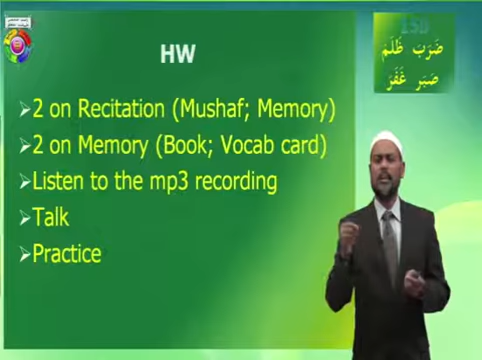 HW
150
ضَرَبَ ظَلَمَ
صَبَرَ غَفَرَ
2 on Recitation (Mushaf; Memory)
2 on Memory (Book; Vocab card)
Listen to the mp3 recording
Talk
Practice